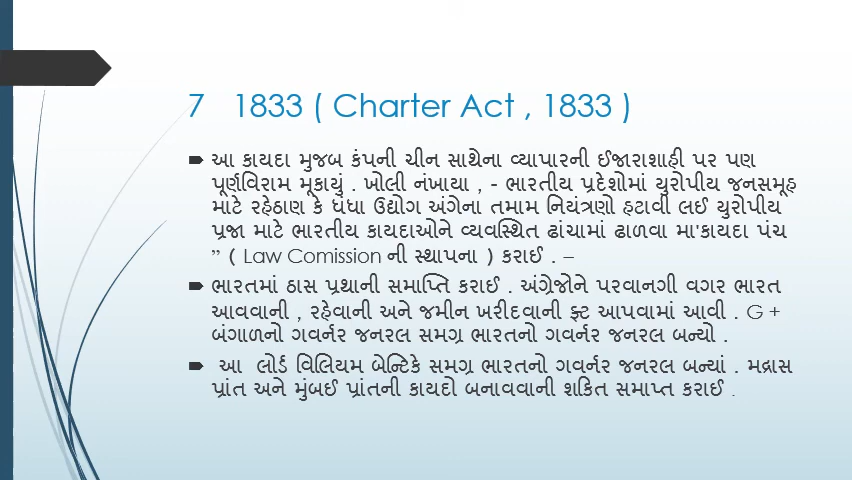 7 1833 ( Charter Act , 1833 )
આ કાયદા મુજબ કંપની ચીન સાથેના વ્યાપારની ઈજારાશાહી પર પણ
પૂર્ણવિરામ મૂકાયું . ખોલી નંખાયા , - ભારતીય પ્રદેશોમાં યુરોપીય જનસમૂહ
માટે રહેઠાણ કે ધંધા ઉદ્યોગ અંગેના તમામ નિયંત્રણો હટાવી લઈ યુરોપીય
પ્રજા માટે ભારતીય કાયદાઓને વ્યવસ્થિત ઢાંચામાં ઢાળવા મા'કાયદા પંચ
” ( Law Comission ની સ્થાપના ) કરાઈ . –
ભારતમાં ઠાસ પ્રથાની સમાપ્તિ કરાઈ . અંગ્રેજોને પરવાનગી વગર ભારત
આવવાની , રહેવાની અને જમીન ખરીદવાની ફ્ટ આપવામાં આવી . G +
બંગાળનો ગવર્નર જનરલ સમગ્ર ભારતનો ગવર્નર જનરલ બન્યો .
આ લોર્ડ વિલિયમ બેન્ટિકે સમગ્ર ભારતનો ગવર્નર જનરલ બન્યાં . મદ્રાસ
પ્રાંત અને મુંબઈ પ્રાંતની કાયદો બનાવવાની શકિત સમાપ્ત કરાઈ .